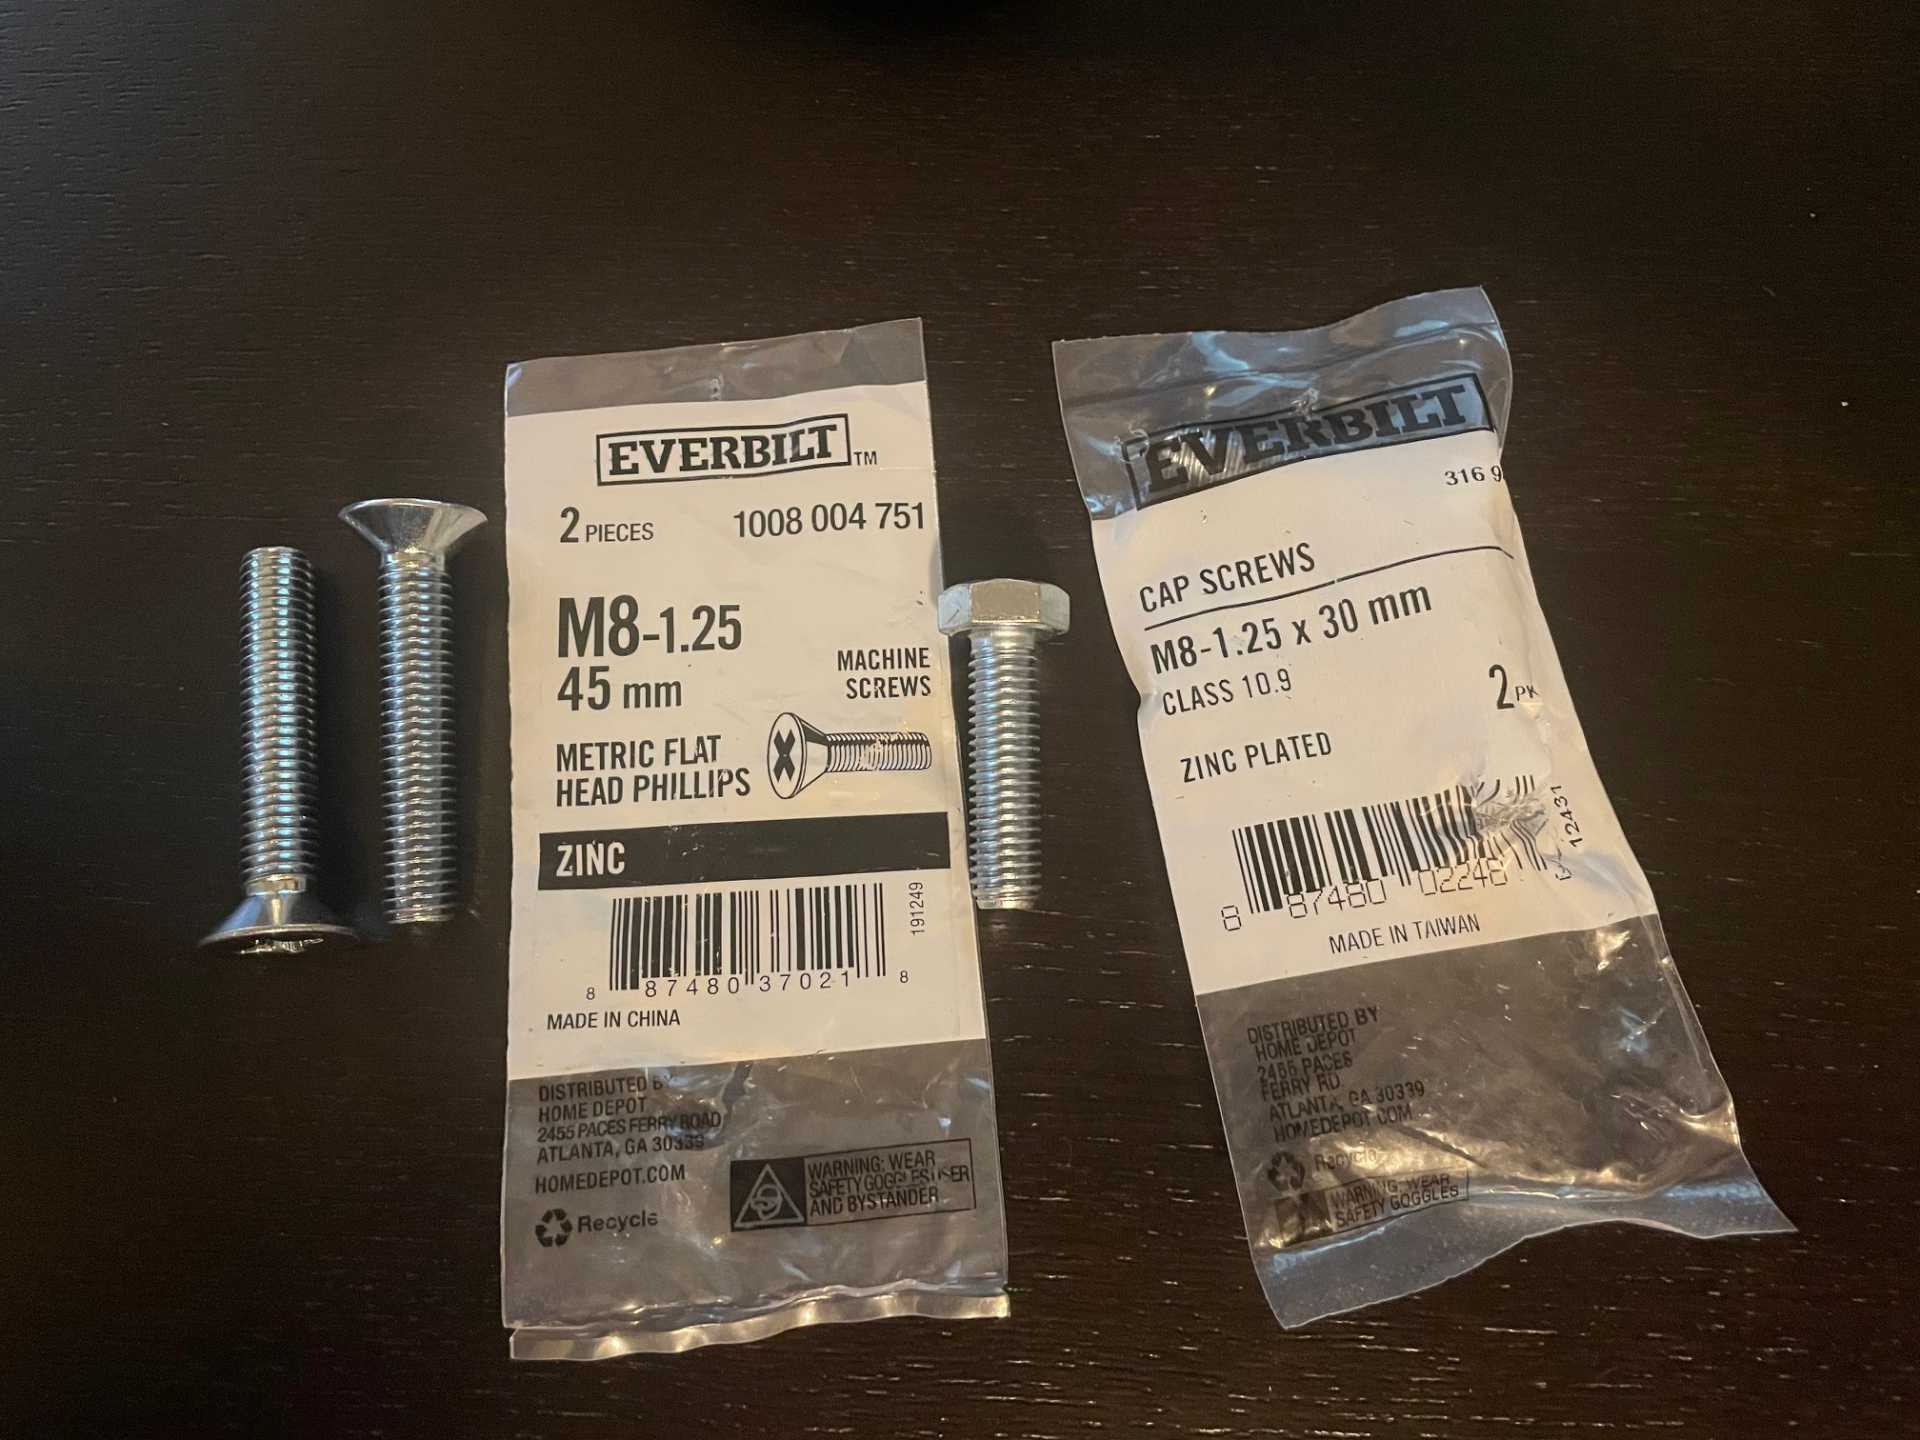 EVERBILT TM
2 PIECES 1008 004 751
M8-1.25
45 mm
MACHINE
SCREWS
METRIC FLAT
HEAD PHILLIPS
ZINC
191249
8 87480 37021 8
MADE IN CHINA
DISTRIBUTED BY
HOME DEPOT
2455 PACES FERRY ROAD
ATLANTA, GA 30339
HOMEDEPOT.COM
Recycle
WARNING: WEAR
SAFETY GOGGLES USER
AND BYSTANDER
EVERBILT
316 9
CAP SCREWS
M8-1.25 x 30 mm
CLASS 10.9
2 PK
ZINC PLATED
12431
8 87480 02248
MADE IN TAIWAN
DISTRIBUTED BY
HOME DEPOT
2455 PACES
FERRY RD.
ATLANTA, GA 30339
HOMEDEPOT.COM
Recycle
WARNING: WEAR
SAFETY GOGGLES